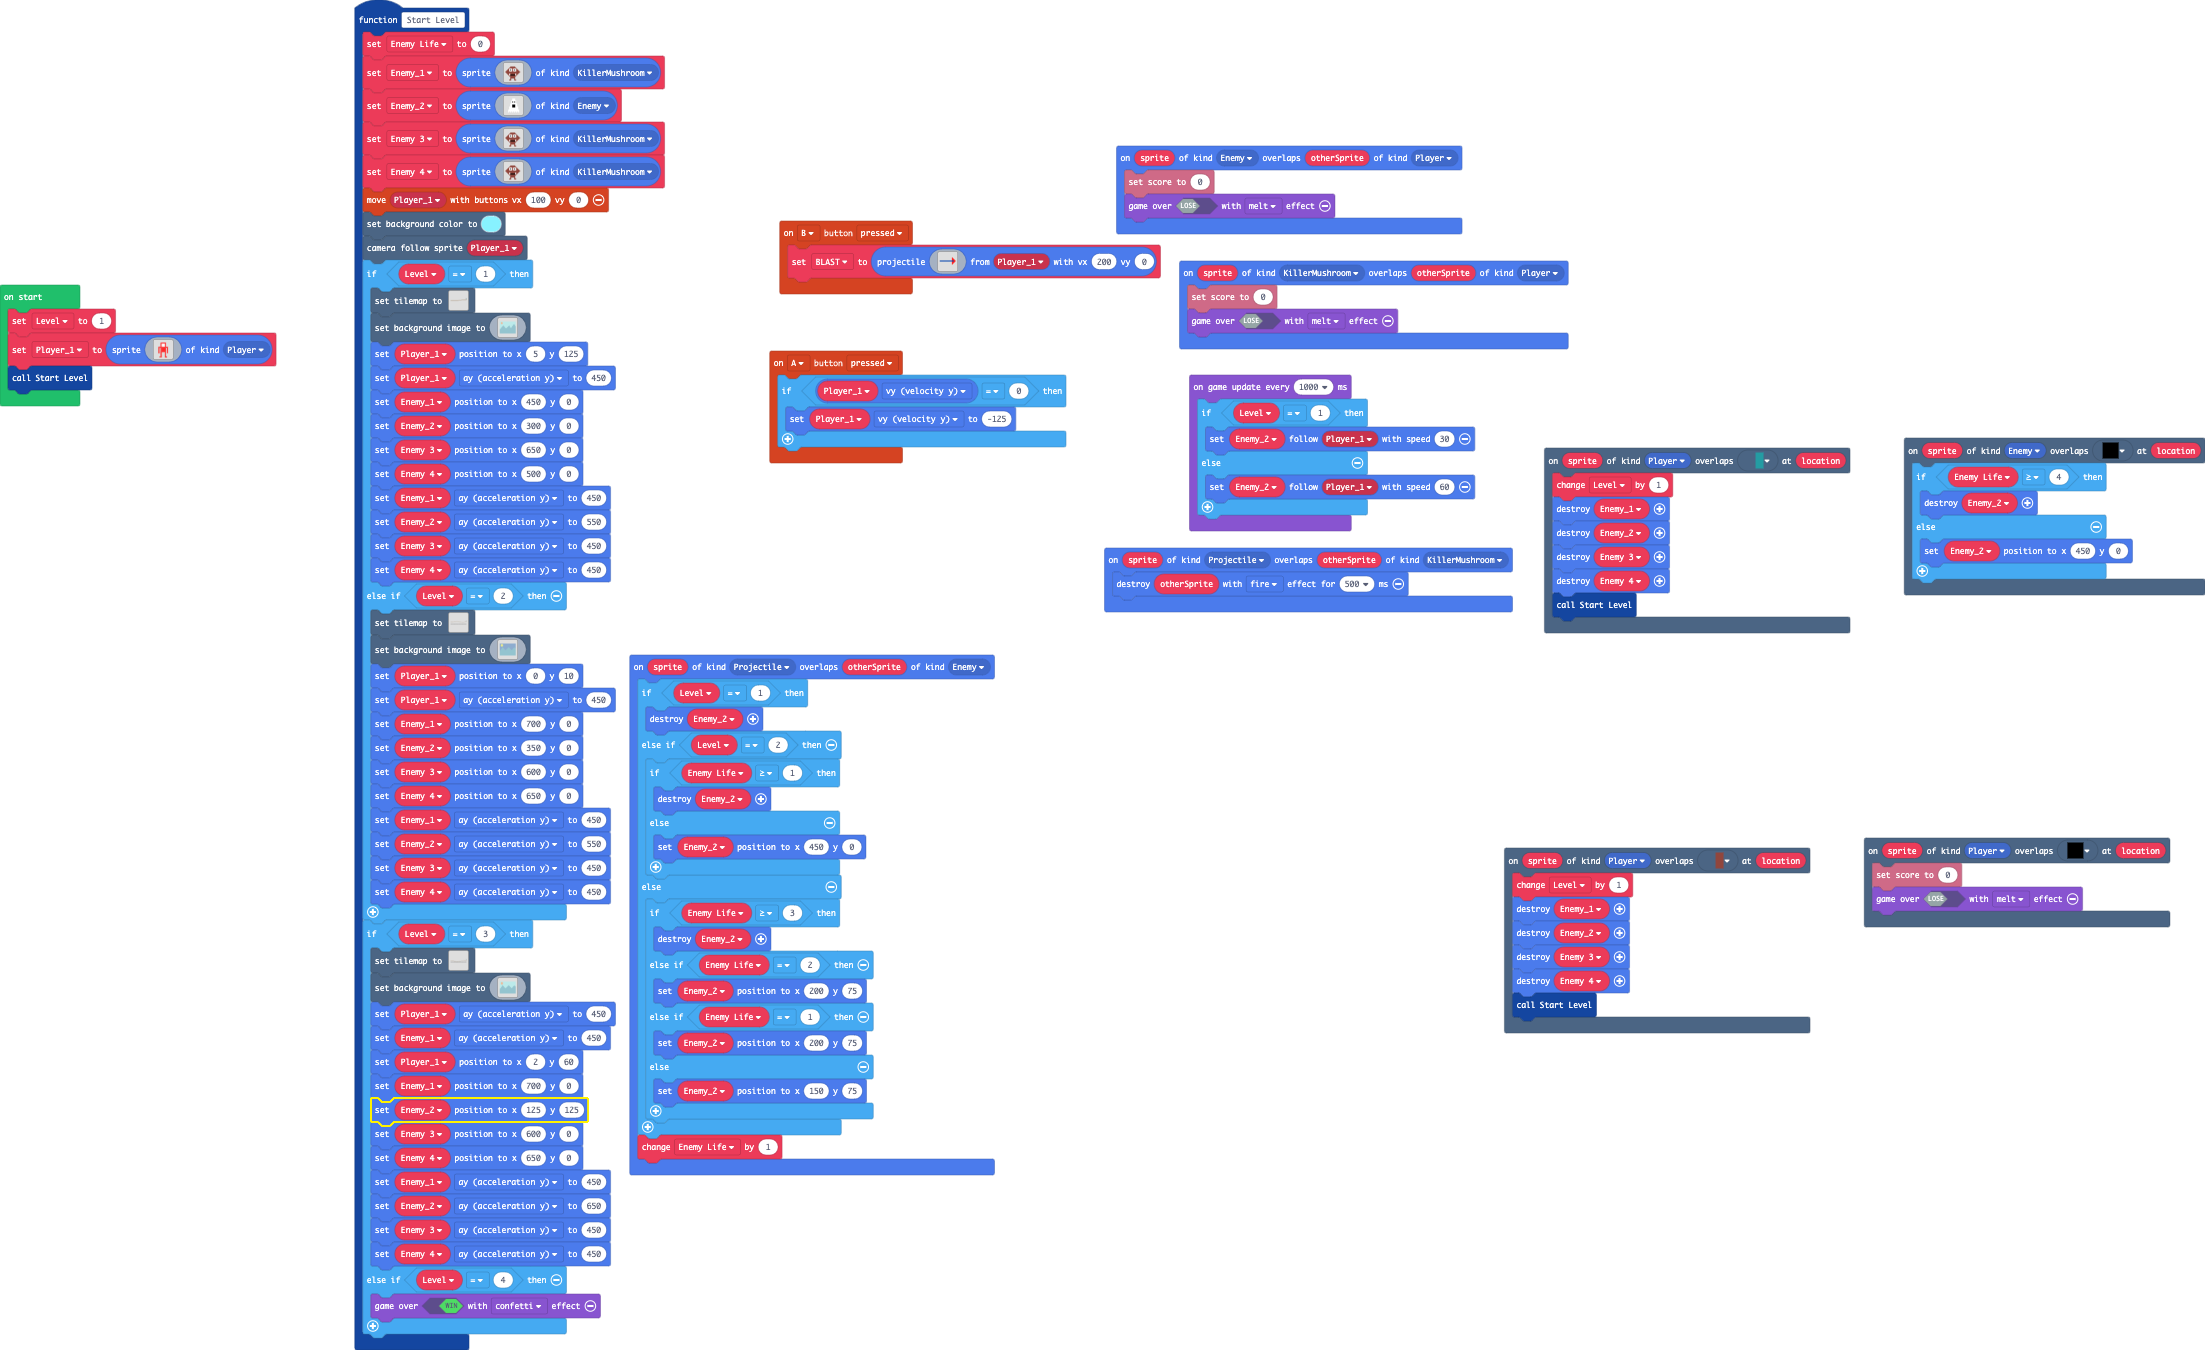 on start
set Level to 1
set Player_1 to sprite of kind Player
call Start Level
function Start Level
set Enemy Life to 0
set Enemy_1 to sprite of kind KillerMushroom
set Enemy_2 to sprite of kind Enemy
set Enemy 3 to sprite of kind KillerMushroom
set Enemy 4 to sprite of kind KillerMushroom
move Player_1 with buttons vx 100 vy 0
set background color to
camera follow sprite Player_1
if Level = 1 then
set tilemap to
set background image to
set Player_1 position to x 5 y 125
set Player_1 ay (acceleration y) to 450
set Enemy_1 position to x 450 y 0
set Enemy_2 position to x 300 y 0
set Enemy 3 position to x 650 y 0
set Enemy 4 position to x 500 y 0
set Enemy_1 ay (acceleration y) to 450
set Enemy_2 ay (acceleration y) to 550
set Enemy 3 ay (acceleration y) to 450
set Enemy 4 ay (acceleration y) to 450
else if Level = 2 then
set tilemap to
set background image to
set Player_1 position to x 0 y 10
set Player_1 ay (acceleration y) to 450
set Enemy_1 position to x 700 y 0
set Enemy_2 position to x 350 y 0
set Enemy 3 position to x 600 y 0
set Enemy 4 position to x 650 y 0
set Enemy_1 ay (acceleration y) to 450
set Enemy_2 ay (acceleration y) to 550
set Enemy 3 ay (acceleration y) to 450
set Enemy 4 ay (acceleration y) to 450
if Level = 3 then
set tilemap to
set background image to
set Player_1 ay (acceleration y) to 450
set Enemy_1 ay (acceleration y) to 450
set Player_1 position to x 2 y 60
set Enemy_1 position to x 700 y 0
set Enemy_2 position to x 125 y 125
set Enemy 3 position to x 600 y 0
set Enemy 4 position to x 650 y 0
set Enemy_1 ay (acceleration y) to 450
set Enemy_2 ay (acceleration y) to 650
set Enemy 3 ay (acceleration y) to 450
set Enemy 4 ay (acceleration y) to 450
else if Level = 4 then
game over WIN with confetti effect
on B button pressed
set BLAST to projectile from Player_1 with vx 200 vy 0
on A button pressed
if Player_1 vy (velocity y) = 0 then
set Player_1 vy (velocity y) to -125
on sprite of kind Projectile overlaps otherSprite of kind Enemy
if Level = 1 then
destroy Enemy_2
else if Level = 2 then
if Enemy Life ≥ 1 then
destroy Enemy_2
else
set Enemy_2 position to x 450 y 0
else
if Enemy Life ≥ 3 then
destroy Enemy_2
else if Enemy Life = 2 then
set Enemy_2 position to x 200 y 75
else if Enemy Life = 1 then
set Enemy_2 position to x 200 y 75
else
set Enemy_2 position to x 150 y 75
change Enemy Life by 1
on sprite of kind Enemy overlaps otherSprite of kind Player
set score to 0
game over LOSE with melt effect
on sprite of kind KillerMushroom overlaps otherSprite of kind Player
set score to 0
game over LOSE with melt effect
on game update every 1000 ms
if Level = 1 then
set Enemy_2 follow Player_1 with speed 30
else
set Enemy_2 follow Player_1 with speed 60
on sprite of kind Projectile overlaps otherSprite of kind KillerMushroom
destroy otherSprite with fire effect for 500 ms
on sprite of kind Player overlaps at location
change Level by 1
destroy Enemy_1
destroy Enemy_2
destroy Enemy 3
destroy Enemy 4
call Start Level
on sprite of kind Enemy overlaps at location
if Enemy Life ≥ 4 then
destroy Enemy_2
else
set Enemy_2 position to x 450 y 0
on sprite of kind Player overlaps at location
change Level by 1
destroy Enemy_1
destroy Enemy_2
destroy Enemy 3
destroy Enemy 4
call Start Level
on sprite of kind Player overlaps at location
set score to 0
game over LOSE with melt effect